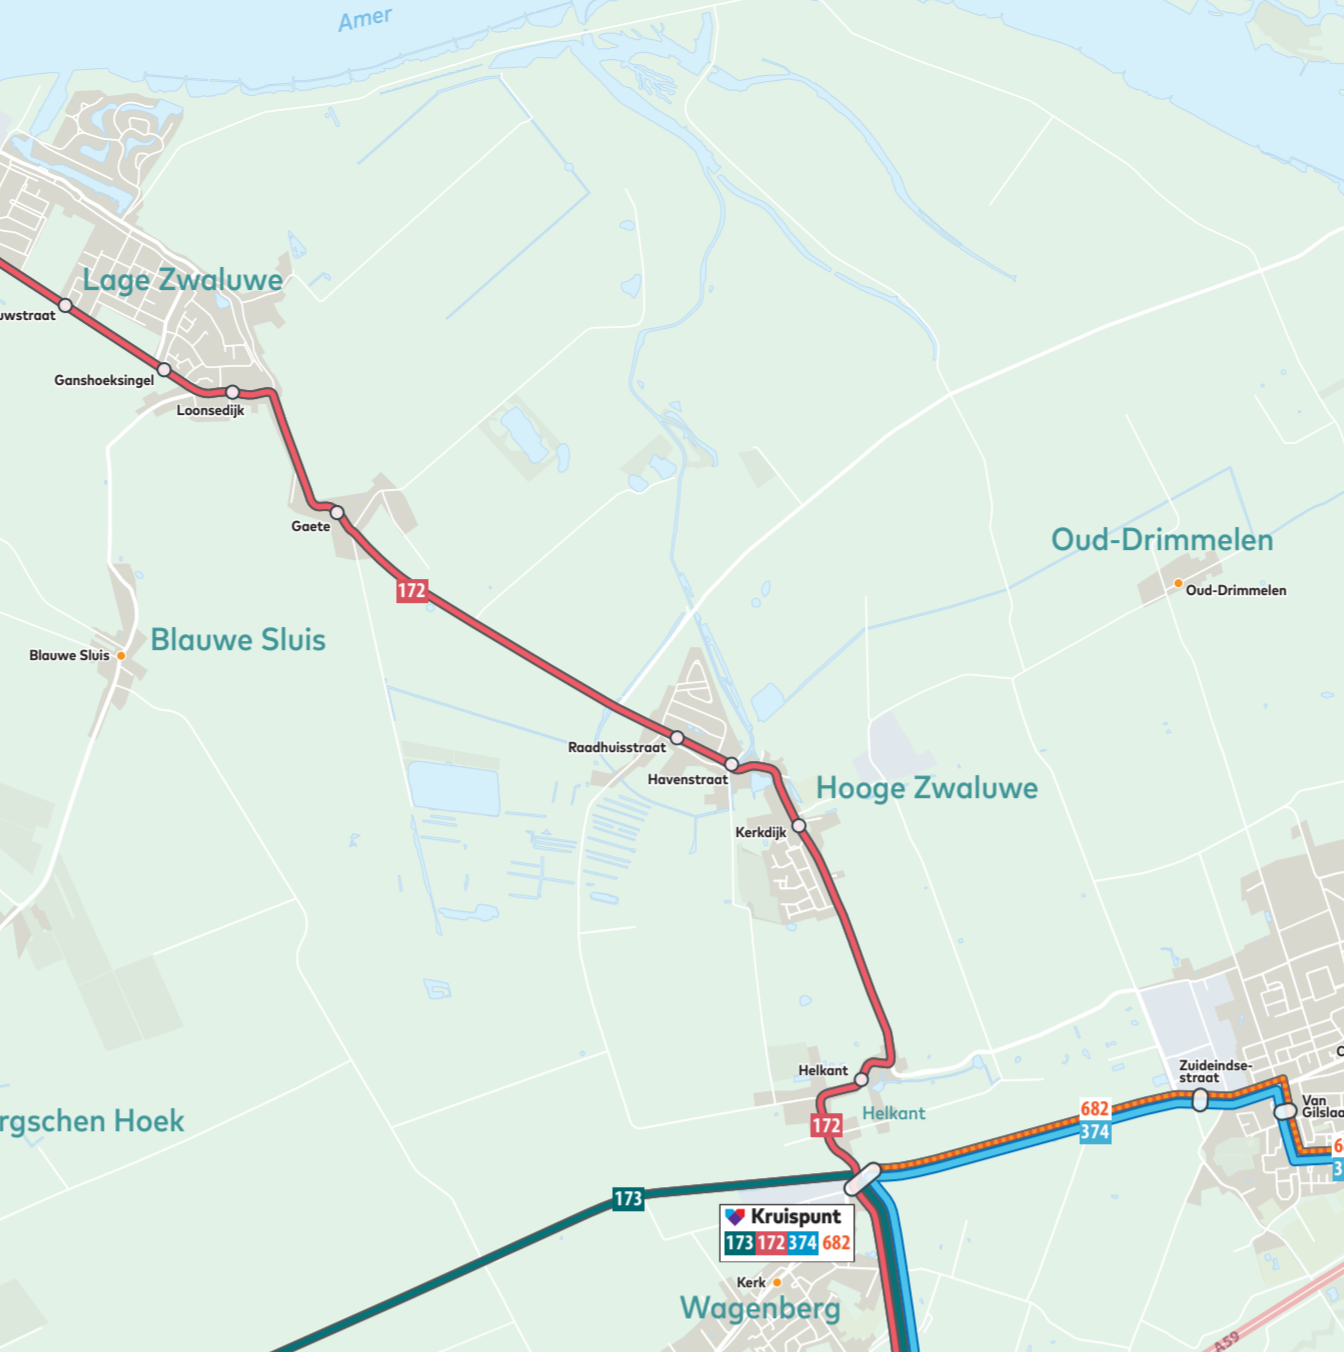 Amer
Lage Zwaluwe
uwstraat
Ganshoeksingel
Loonsedijk
Gaete
172
Oud-Drimmelen
Oud-Drimmelen
Blauwe Sluis
Blauwe Sluis
Raadhuisstraat
Havenstraat
Hooge Zwaluwe
Kerkdijk
Helkant
Zuideindse-
straat
Van
Gilslaa
682
374
Helkant
172
rgschen Hoek
6
3
173
Kruispunt
173 172 374 682
Kerk
Wagenberg
A59